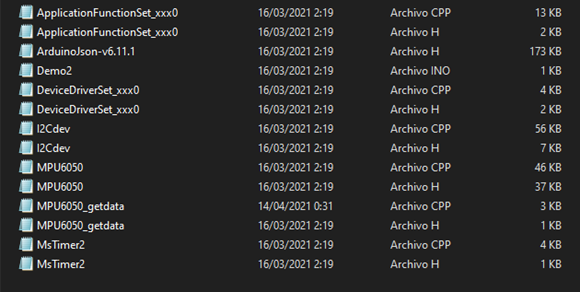 ApplicationFunctionSet_xxx0 16/03/2021 2:19 Archivo CPP 13 KB
ApplicationFunctionSet_xxx0 16/03/2021 2:19 Archivo H 2 KB
ArduinoJson-v6.11.1 16/03/2021 2:19 Archivo H 173 KB
Demo2 16/03/2021 2:19 Archivo INO 1 KB
DeviceDriverSet_xxx0 16/03/2021 2:19 Archivo CPP 4 KB
DeviceDriverSet_xxx0 16/03/2021 2:19 Archivo H 2 KB
I2Cdev 16/03/2021 2:19 Archivo CPP 56 KB
I2Cdev 16/03/2021 2:19 Archivo H 7 KB
MPU6050 16/03/2021 2:19 Archivo CPP 46 KB
MPU6050 16/03/2021 2:19 Archivo H 37 KB
MPU6050_getdata 14/04/2021 0:31 Archivo CPP 3 KB
MPU6050_getdata 16/03/2021 2:19 Archivo H 1 KB
MsTimer2 16/03/2021 2:19 Archivo CPP 4 KB
MsTimer2 16/03/2021 2:19 Archivo H 1 KB